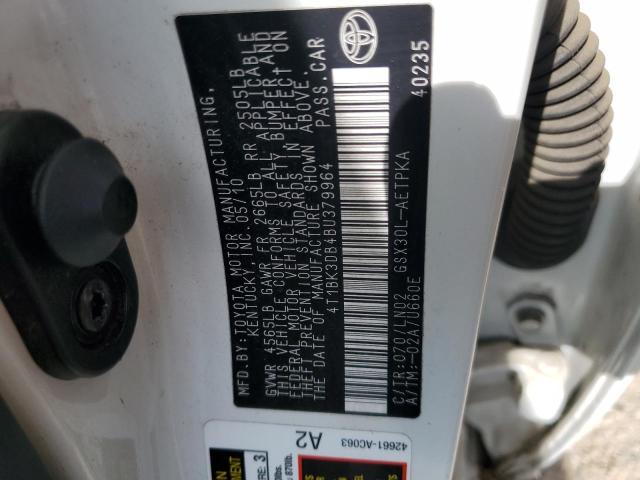 MFD. BY: TOYOTA MOTOR MANUFACTURING,
KENTUCKY, INC. 05/10
GVWR 4565LB GAWR FR 2665LB RR 2505LB
THIS VEHICLE CONFORMS TO ALL APPLICABLE
FEDERAL MOTOR VEHICLE SAFETY BUMPER, AND
THEFT PREVENTION STANDARDS IN EFFECT ON
THE DATE OF MANUFACTURE SHOWN ABOVE.
4T1BK3DB4BU379964 PASS. CAR
C/TR: 070/LN02 GSX30L-AETPKA
A/TM: -02A/U660E
40235
42661-AC063
A2
MENT
3